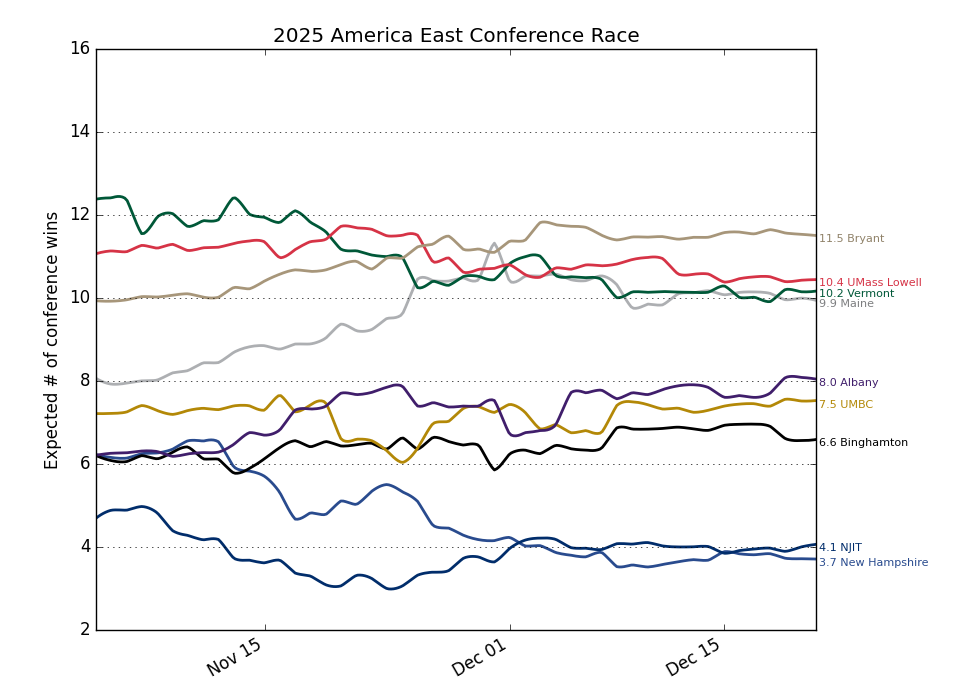 2025 America East Conference Race
Expected # of conference wins
16
14
12
10
8
6
4
2
11.5 Bryant
10.4 UMass Lowell
10.2 Vermont
9.9 Maine
8.0 Albany
7.5 UMBC
6.6 Binghamton
4.1 NJIT
3.7 New Hampshire
Nov 15
Dec 01
Dec 15